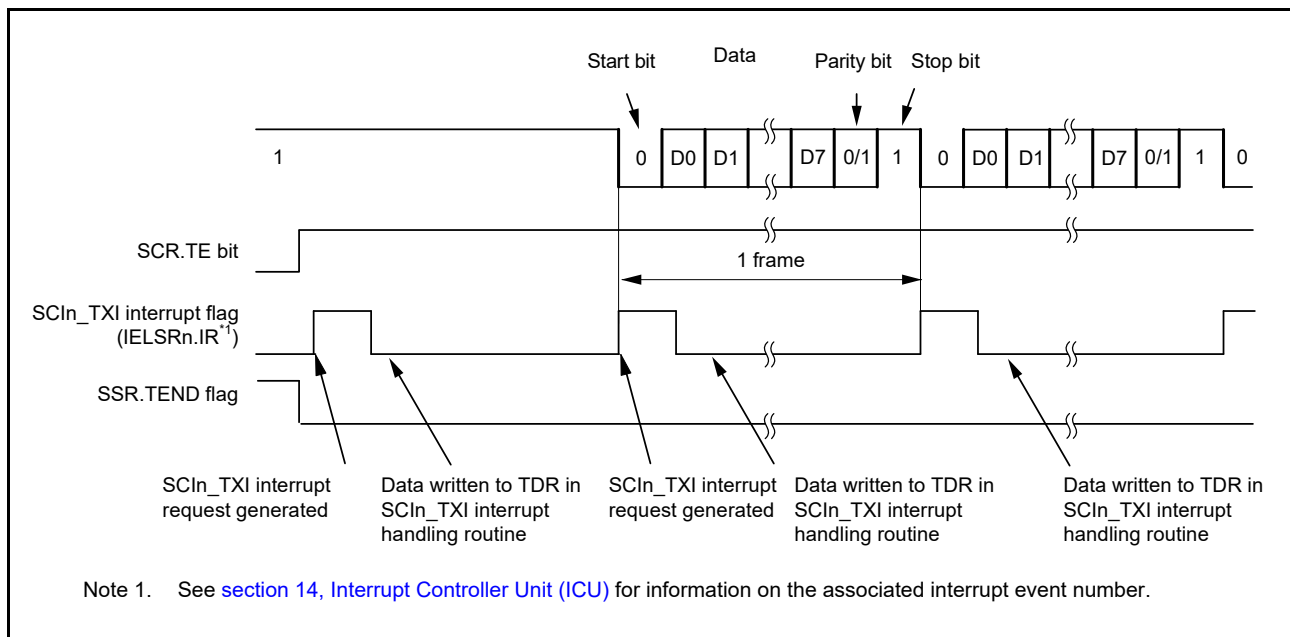 Start bit
Data
Parity bit
Stop bit
1
0 D0 D1 D7 0/1 1 0 D0 D1 D7 0/1 1 0
SCR.TE bit
1 frame
SCIn_TXI interrupt flag
(IELSRn.IR*1)
SSR.TEND flag
SCIn_TXI interrupt
request generated
Data written to TDR in
SCIn_TXI interrupt
handling routine
SCIn_TXI interrupt
request generated
Data written to TDR in
SCIn_TXI interrupt
handling routine
Data written to TDR in
SCIn_TXI interrupt
handling routine
Note 1. See section 14, Interrupt Controller Unit (ICU) for information on the associated interrupt event number.